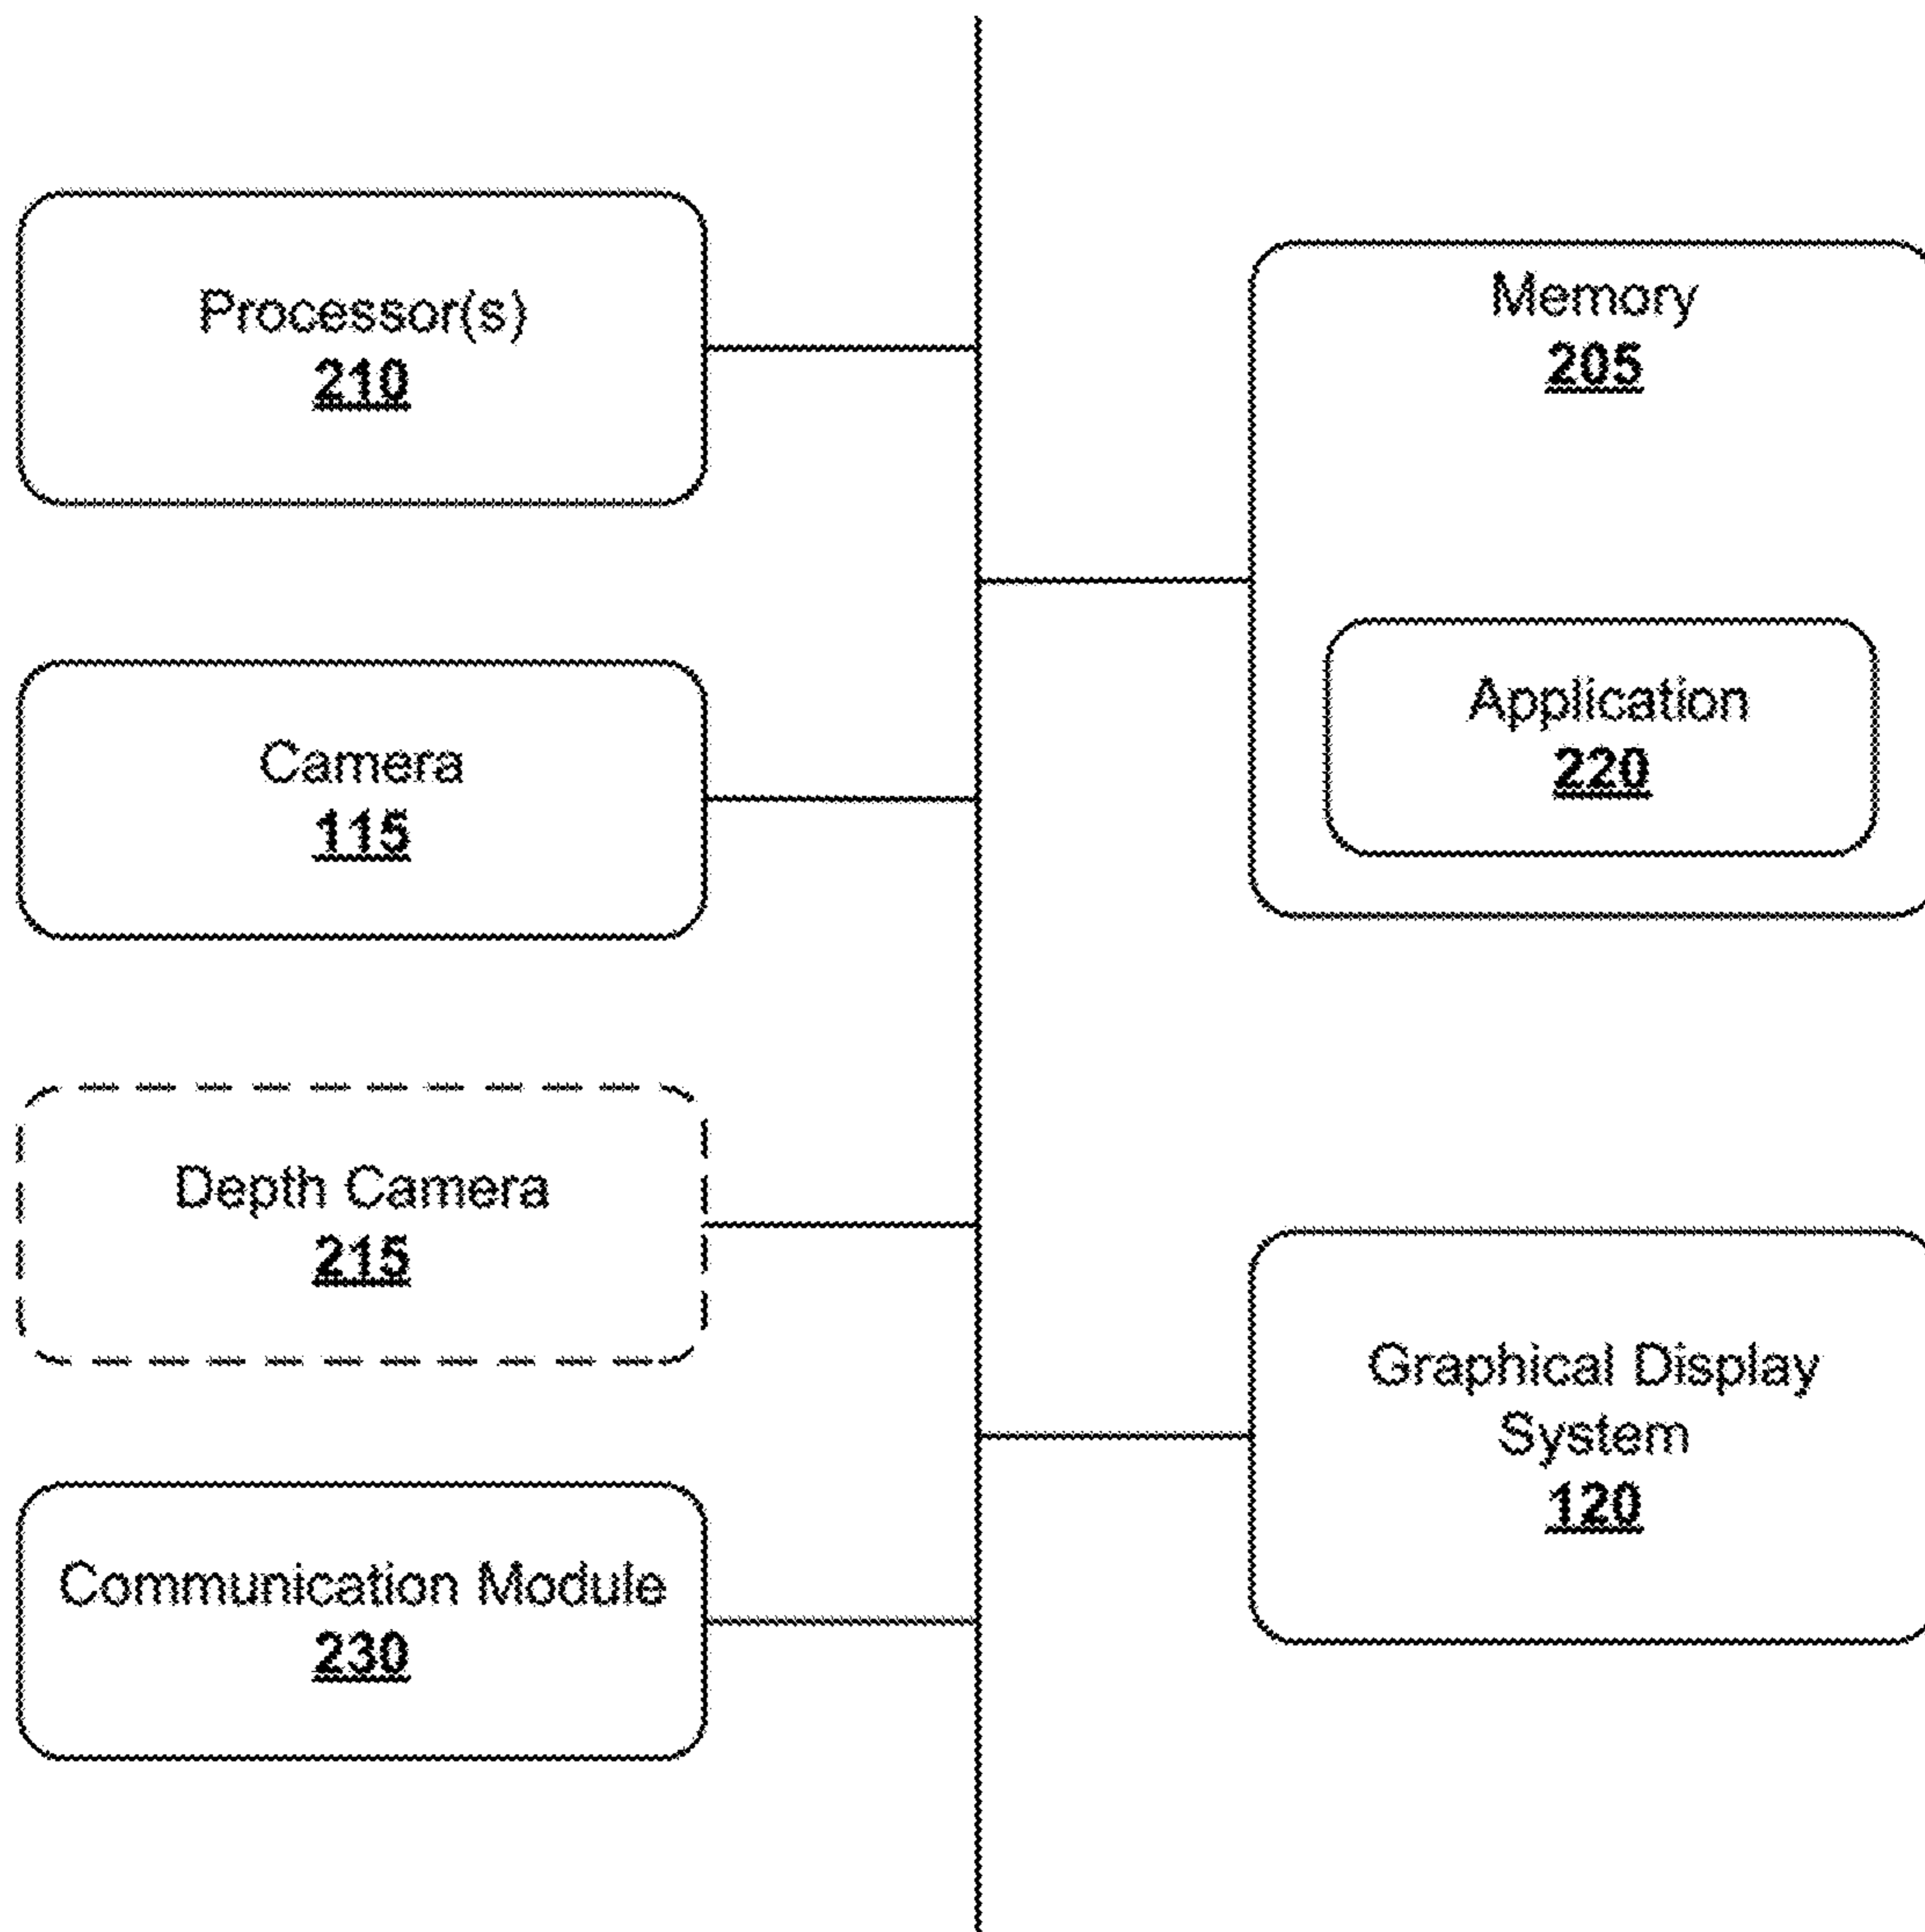 Processor(s)
210
Camera
115
Depth Camera
215
Communication Module
230
Memory
205
Application
220
Graphical Display
System
120